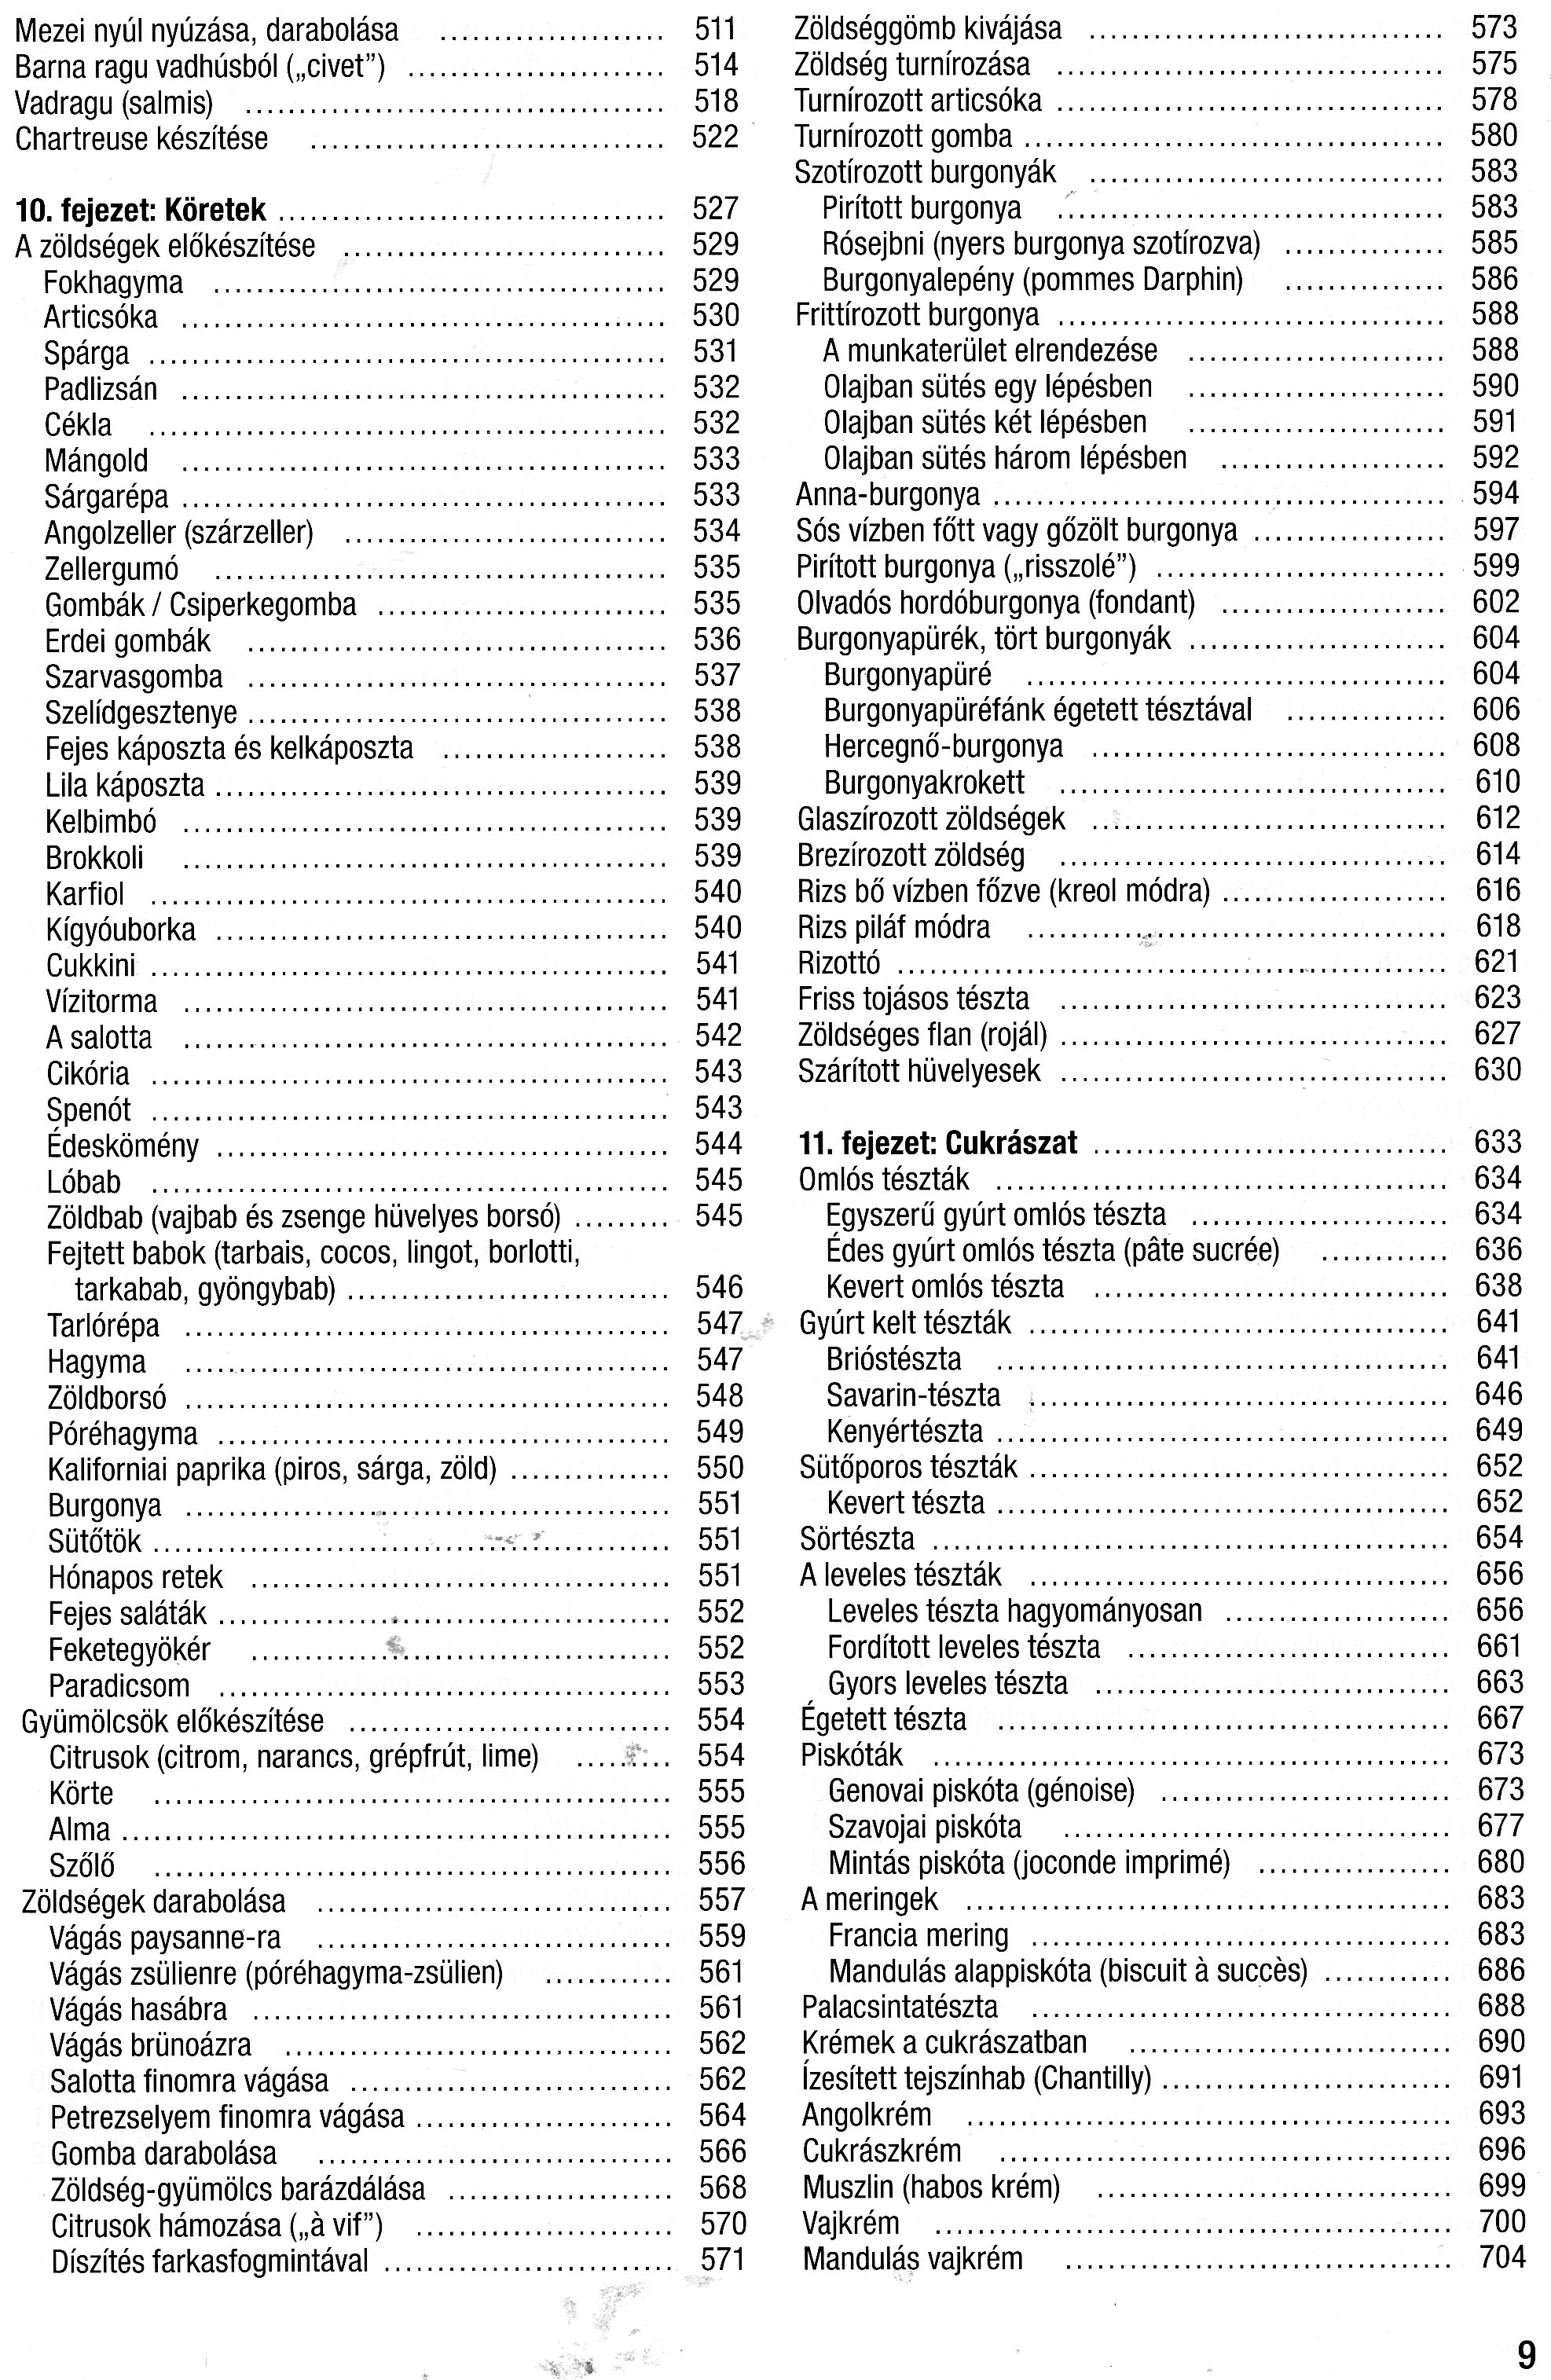 Mezei nyúl nyúzása, darabolása ..................... 511
Barna ragu vadhúsból („civet”) ........................ 514
Vadragu (salmis) ....................................... 518
Chartreuse készítése ................................. 522
10. fejezet: Köretek .................................... 527
A zöldségek előkészítése .............................. 529
Fokhagyma .......................................... 529
Articsóka ............................................. 530
Spárga ................................................ 531
Padlizsán ............................................. 532
Cékla ................................................ 532
Mángold ............................................. 533
Sárgarépa ............................................. 533
Angolzeller (szárzeller) .............................. 534
Zellergumó .......................................... 535
Gombák / Csiperkegomba ........................... 535
Erdei gombák ....................................... 536
Szarvasgomba ....................................... 537
Szelídgesztenye ....................................... 538
Fejes káposzta és kelkáposzta ..................... 538
Lila káposzta .......................................... 539
Kelbimbó ............................................. 539
Brokkoli ............................................. 539
Karfiol ................................................ 540
Kígyóuborka .......................................... 540
Cukkini ................................................ 541
Vízitorma ............................................. 541
A salotta ............................................. 542
Cikória ................................................ 543
Spenót ................................................ 543
Édeskömény .......................................... 544
Lóbab ................................................ 545
Zöldbab (vajbab és zsenge hüvelyes borsó) ......... 545
Fejtett babok (tarbais, cocos, lingot, borlotti,
tarkabab, gyöngybab) .............................. 546
Tarlórépa ............................................. 547
Hagyma ............................................. 547
Zöldborsó ............................................. 548
Póréhagyma .......................................... 549
Kaliforniai paprika (piros, sárga, zöld) ............... 550
Burgonya ............................................. 551
Sütőtök ................................................ 551
Hónapos retek ....................................... 551
Fejes saláták .......................................... 552
Feketegyökér ....................................... 552
Paradicsom .......................................... 553
Gyümölcsök előkészítése .............................. 554
Citrusok (citrom, narancs, grépfrút, lime) ......... 554
Körte ................................................ 555
Alma ................................................... 555
Szőlő ................................................ 556
Zöldségek darabolása ................................. 557
Vágás paysanne-ra ................................. 559
Vágás zsülienre (póréhagyma-zsülien) ............ 561
Vágás hasábra ....................................... 561
Vágás brünoázra .................................... 562
Salotta finomra vágása .............................. 562
Petrezselyem finomra vágása ........................ 564
Gomba darabolása ................................. 566
Zöldség-gyümölcs barázdálása ..................... 568
Citrusok hámozása („à vif”) ........................ 570
Díszítés farkasfogmintával ........................... 571
Zöldséggömb kivájása ................................. 573
Zöldség turnírozása .................................... 575
Turnírozott articsóka .................................... 578
Turnírozott gomba ....................................... 580
Szotírozott burgonyák ................................. 583
Pirított burgonya .................................... 583
Rósejbni (nyers burgonya szotírozva) ............... 585
Burgonyalepény (pommes Darphin) ............... 586
Frittírozott burgonya .................................... 588
A munkaterület elrendezése ........................ 588
Olajban sütés egy lépésben ........................ 590
Olajban sütés két lépésben ........................ 591
Olajban sütés három lépésben ..................... 592
Anna-burgonya .......................................... 594
Sós vízben főtt vagy gőzölt burgonya .................. 597
Pirított burgonya („risszolé”) ........................... 599
Olvadós hordóburgonya (fondant) ..................... 602
Burgonyapürék, tört burgonyák ........................ 604
Burgonyapüré ....................................... 604
Burgonyapüréfánk égetett tésztával ............... 606
Hercegnő-burgonya ................................. 608
Burgonyakrokett .................................... 610
Glaszírozott zöldségek ................................. 612
Brezírozott zöldség .................................... 614
Rizs bő vízben főzve (kreol módra) ..................... 616
Rizs piláf módra ....................................... 618
Rizottó ................................................... 621
Friss tojásos tészta .................................... 623
Zöldséges flan (rojál) .................................... 627
Szárított hüvelyesek .................................... 630
11. fejezet: Cukrászat ................................. 633
Omlós tészták .......................................... 634
Egyszerű gyúrt omlós tészta ........................ 634
Édes gyúrt omlós tészta (pâte sucrée) ............ 636
Kevert omlós tészta ................................. 638
Gyúrt kelt tészták ....................................... 641
Brióstészta .......................................... 641
Savarin-tészta ....................................... 646
Kenyértészta .......................................... 649
Sütőporos tészták ....................................... 652
Kevert tészta .......................................... 652
Sörtészta ................................................ 654
A leveles tészták ....................................... 656
Leveles tészta hagyományosan ..................... 656
Fordított leveles tészta .............................. 661
Gyors leveles tészta ................................. 663
Égetett tészta .......................................... 667
Piskóták ................................................ 673
Genovai piskóta (génoise) ........................... 673
Szavojai piskóta .................................... 677
Mintás piskóta (joconde imprimé) .................. 680
A meringek ............................................. 683
Francia mering ....................................... 683
Mandulás alappiskóta (biscuit à succès) ............ 686
Palacsintatészta ....................................... 688
Krémek a cukrászatban .............................. 690
Ízesített tejszínhab (Chantilly) ........................... 691
Angolkrém ............................................. 693
Cukrászkrém .......................................... 696
Muszlin (habos krém) ................................. 699
Vajkrém ................................................ 700
Mandulás vajkrém .................................... 704
9